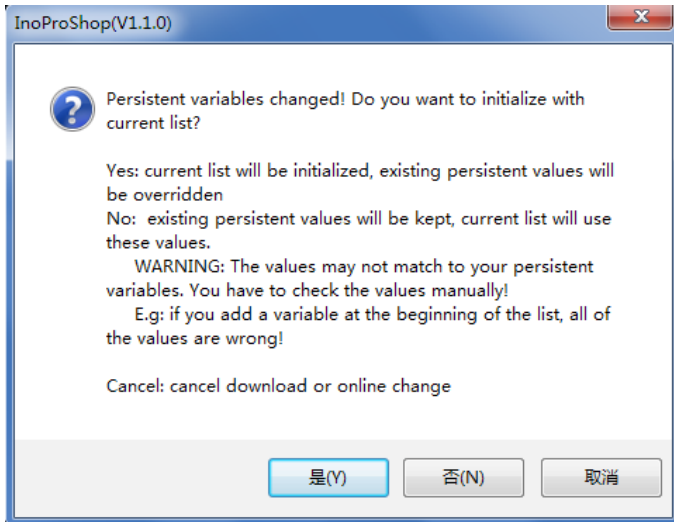 InoProShop(V1.1.0)
Persistent variables changed! Do you want to initialize with
current list?
Yes: current list will be initialized, existing persistent values will
be overridden
No:  existing persistent values will be kept, current list will use
these values.
WARNING: The values may not match to your persistent
variables. You have to check the values manually!
E.g: if you add a variable at the beginning of the list, all of
the values are wrong!
Cancel: cancel download or online change
是(Y)
否(N)
取消